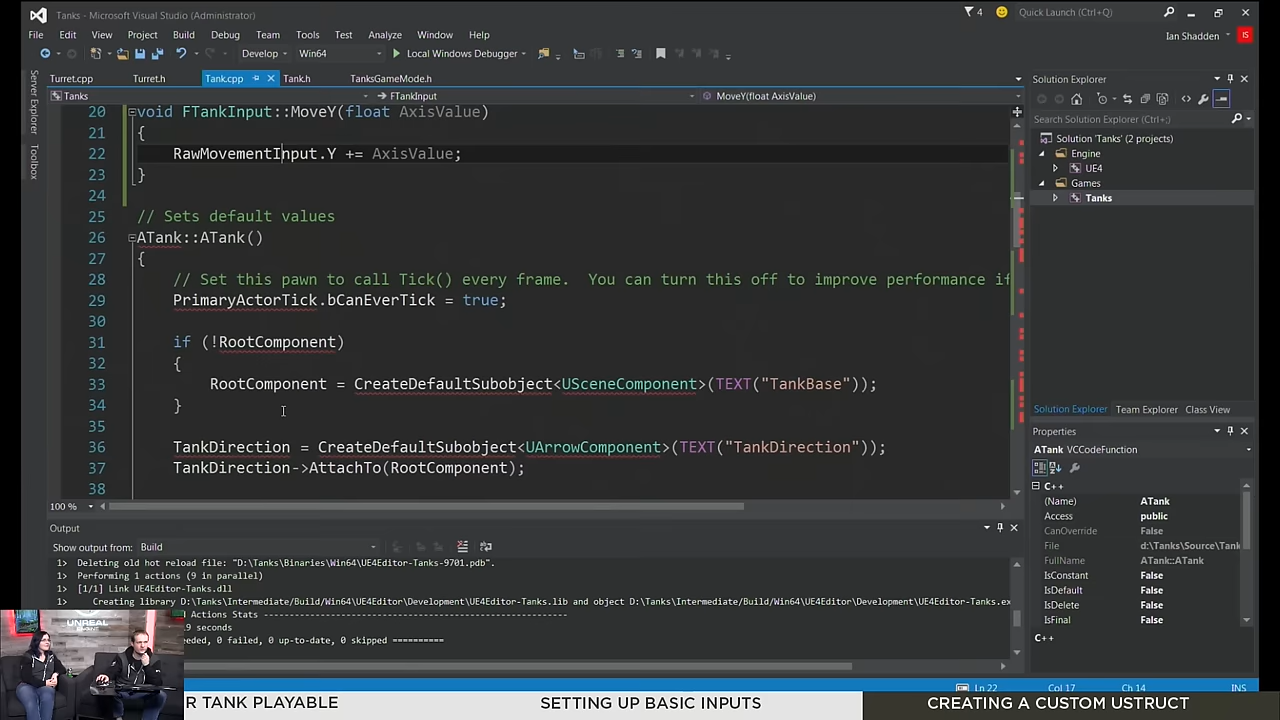 Tanks - Microsoft Visual Studio (Administrator)
4
Quick Launch (Ctrl+Q)
File Edit View Project Build Debug Team Tools Test Analyze Window Help
Ian Shadden
IS
Develop Win64 Local Windows Debugger
Server Explorer
Toolbox
Turret.cpp Turret.h Tank.cpp Tank.h TanksGameMode.h
Tanks FTankInput MoveY(float AxisValue)
20 void FTankInput::MoveY(float AxisValue)
21 {
22 RawMovementInput.Y += AxisValue;
23 }
24
25 // Sets default values
26 ATank::ATank()
27 {
28 // Set this pawn to call Tick() every frame.  You can turn this off to improve performance if
29 PrimaryActorTick.bCanEverTick = true;
30
31 if (!RootComponent)
32 {
33 RootComponent = CreateDefaultSubobject<USceneComponent>(TEXT("TankBase"));
34 }
35
36 TankDirection = CreateDefaultSubobject<UArrowComponent>(TEXT("TankDirection"));
37 TankDirection->AttachTo(RootComponent);
38
100 %
Output
Show output from: Build
1> Deleting old hot reload file: "D:\Tanks\Binaries\Win64\UE4Editor-Tanks-9701.pdb".
1> Performing 1 actions (9 in parallel)
1> [1/1] Link UE4Editor-Tanks.dll
1> Creating library D:\Tanks\Intermediate\Build\Win64\UE4Editor\Development\UE4Editor-Tanks.lib and object D:\Tanks\Intermediate\Build\Win64\UE4Editor\Development\UE4Editor-Tanks.ex
Actions Stats
9 seconds
0 failed, 0 up-to-date, 0 skipped ==========
Solution Explorer
Search Solution Explorer (Ctrl+;)
Solution 'Tanks' (2 projects)
Engine
UE4
Games
Tanks
Solution Explorer Team Explorer Class View
Properties
ATank VCCodeFunction
C++
(Name) ATank
Access public
CanOverride False
File d:\Tanks\Source\Tank
FullName ATank::ATank
IsConstant False
IsDefault False
IsDelete False
IsFinal False
C++
Ln 22 Col 17 Ch 14 INS
UNREAL
R TANK PLAYABLE
SETTING UP BASIC INPUTS
CREATING A CUSTOM USTRUCT